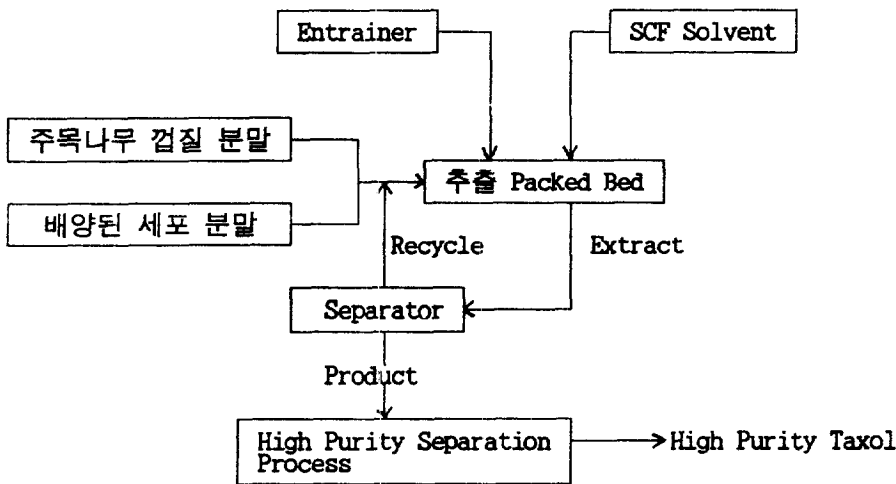 Entrainer
SCF Solvent
주목나무 껍질 분말
추출 Packed Bed
배양된 세포 분말
Recycle
Extract
Separator
Product
High Purity Separation
Process
High Purity Taxol